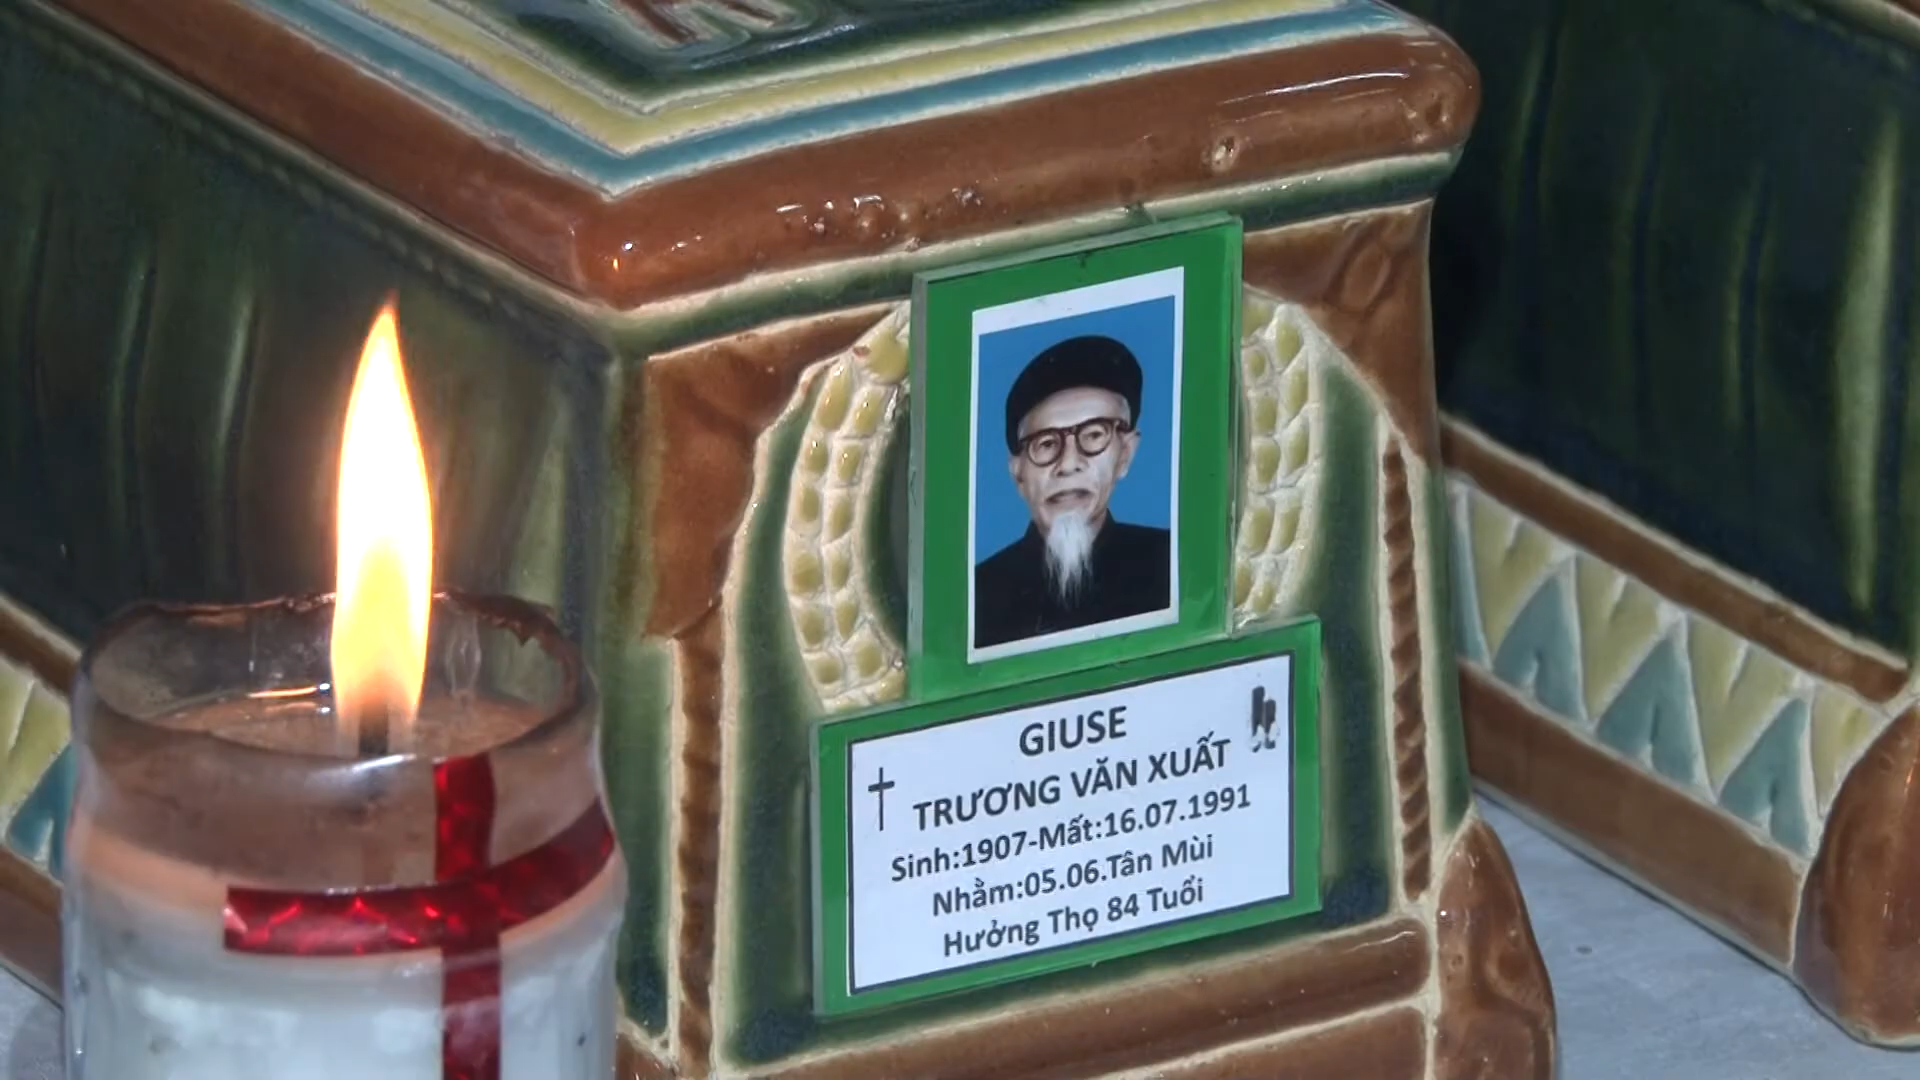 GIUSE
TRƯƠNG VĂN XUẤT
Sinh:1907-Mất:16.07.1991
Nhằm:05.06.Tân Mùi
Hưởng Thọ 84 Tuổi